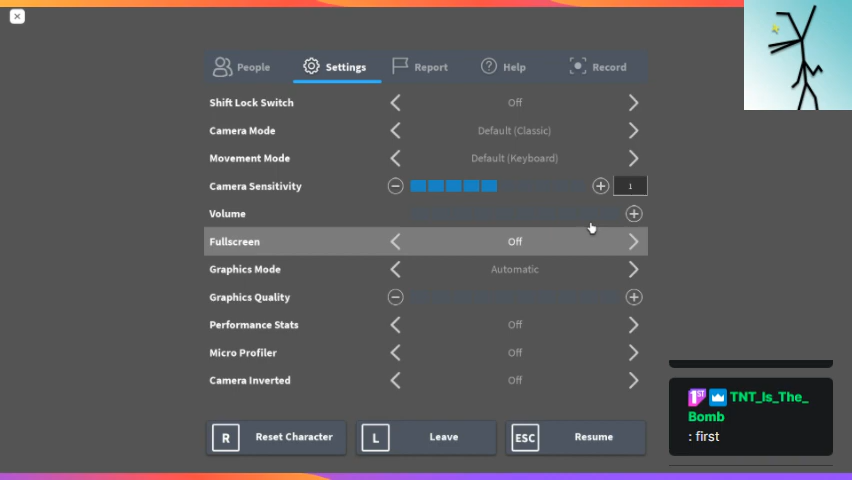 People Settings Report Help Record
Shift Lock Switch Off
Camera Mode Default (Classic)
Movement Mode Default (Keyboard)
Camera Sensitivity 1
Volume
Fullscreen Off
Graphics Mode Automatic
Graphics Quality
Performance Stats Off
Micro Profiler Off
Camera Inverted Off
R Reset Character L Leave ESC Resume
1ST TNT_Is_The_
Bomb
: first